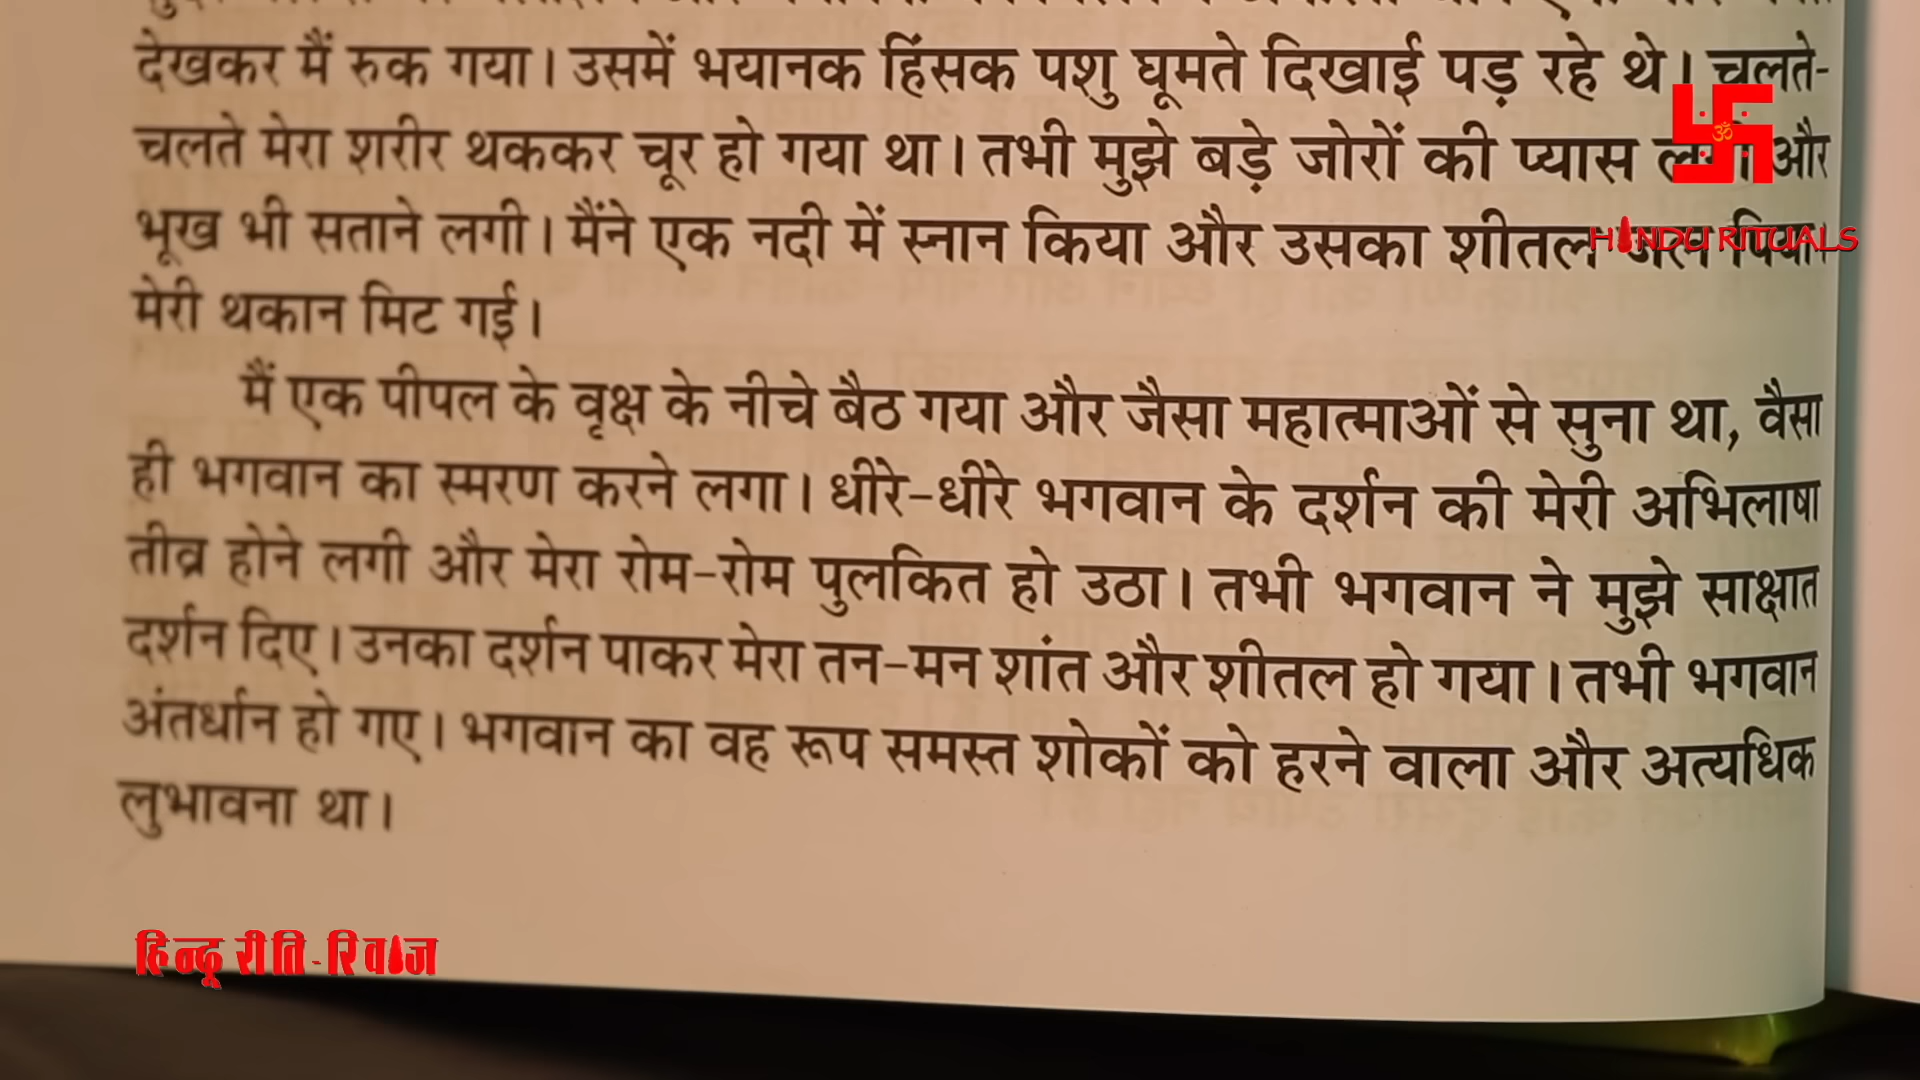 देखकर मैं रुक गया। उसमें भयानक हिंसक पशु घूमते दिखाई पड़ रहे थे। चलते-
चलते मेरा शरीर थककर चूर हो गया था। तभी मुझे बड़े जोरों की प्यास और
भूख भी सताने लगी। मैंने एक नदी में स्नान किया और उसका शीतल जल पिया।
HINDU RITUALS
मेरी थकान मिट गई।
मैं एक पीपल के वृक्ष के नीचे बैठ गया और जैसा महात्माओं से सुना था, वैसा
ही भगवान का स्मरण करने लगा। धीरे-धीरे भगवान के दर्शन की मेरी अभिलाषा
तीव्र होने लगी और मेरा रोम-रोम पुलकित हो उठा। तभी भगवान ने मुझे साक्षात
दर्शन दिए। उनका दर्शन पाकर मेरा तन-मन शांत और शीतल हो गया। तभी भगवान
अंतर्धान हो गए। भगवान का वह रूप समस्त शोकों को हरने वाला और अत्यधिक
लुभावना था।
हिन्दू रीति-रिवाज